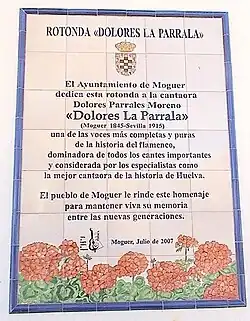 ROTONDA «DOLORES LA PARRALA»
El Ayuntamiento de Moguer
dedica esta rotonda a la cantaora
Dolores Parrales Moreno
«Dolores La Parrala»
(Moguer 1845-Sevilla 1915)
una de las voces más completas y puras
de la historia del flamenco,
dominadora de todos los cantes importantes
y considerada por los especialistas como
la mejor cantaora de la historia de Huelva.
El pueblo de Moguer le rinde este homenaje
para mantener viva su memoria
entre las nuevas generaciones.
Moguer, Julio de 2007